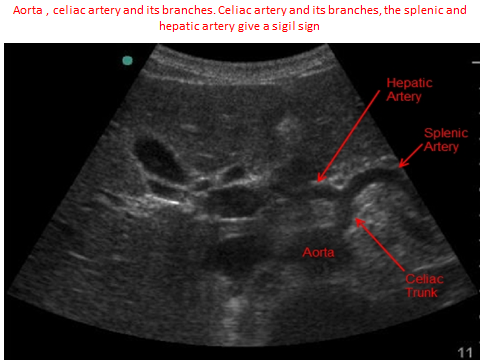 Aorta , celiac artery and its branches. Celiac artery and its branches, the splenic and
hepatic artery give a sigil sign
Hepatic
Artery
Splenic
Artery
Aorta
Celiac
Trunk
11